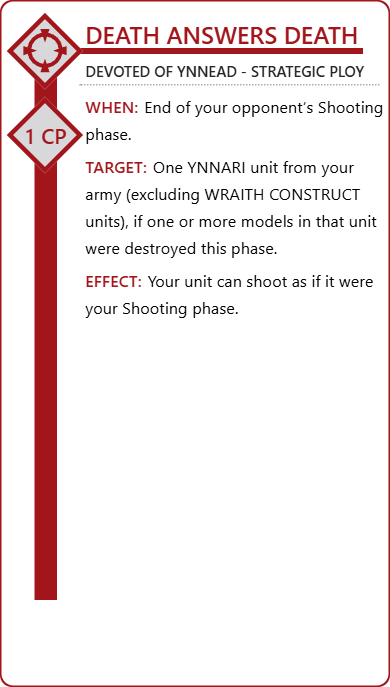 DEATH ANSWERS DEATH
DEVOTED OF YNNEAD - STRATEGIC PLOY
1 CP
WHEN: End of your opponent's Shooting
phase.
TARGET: One YNNARI unit from your
army (excluding WRAITH CONSTRUCT
units), if one or more models in that unit
were destroyed this phase.
EFFECT: Your unit can shoot as if it were
your Shooting phase.